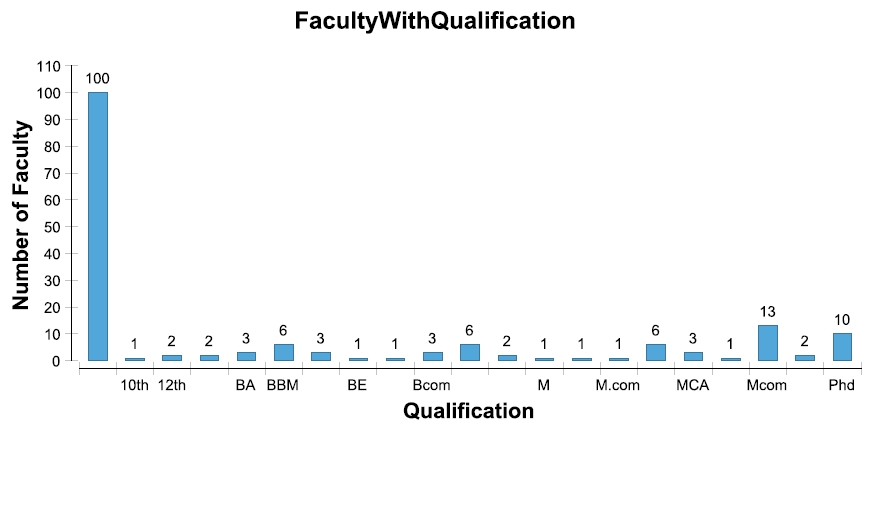 FacultyWithQualification
Number of Faculty
110
100
90
80
70
60
50
40
30
20
10
0
100 1 2 2 3 6 3 1 1 3 6 2 1 1 1 6 3 1 13 2 10
10th 12th BA BBM BE Bcom M M.com MCA Mcom Phd
Qualification